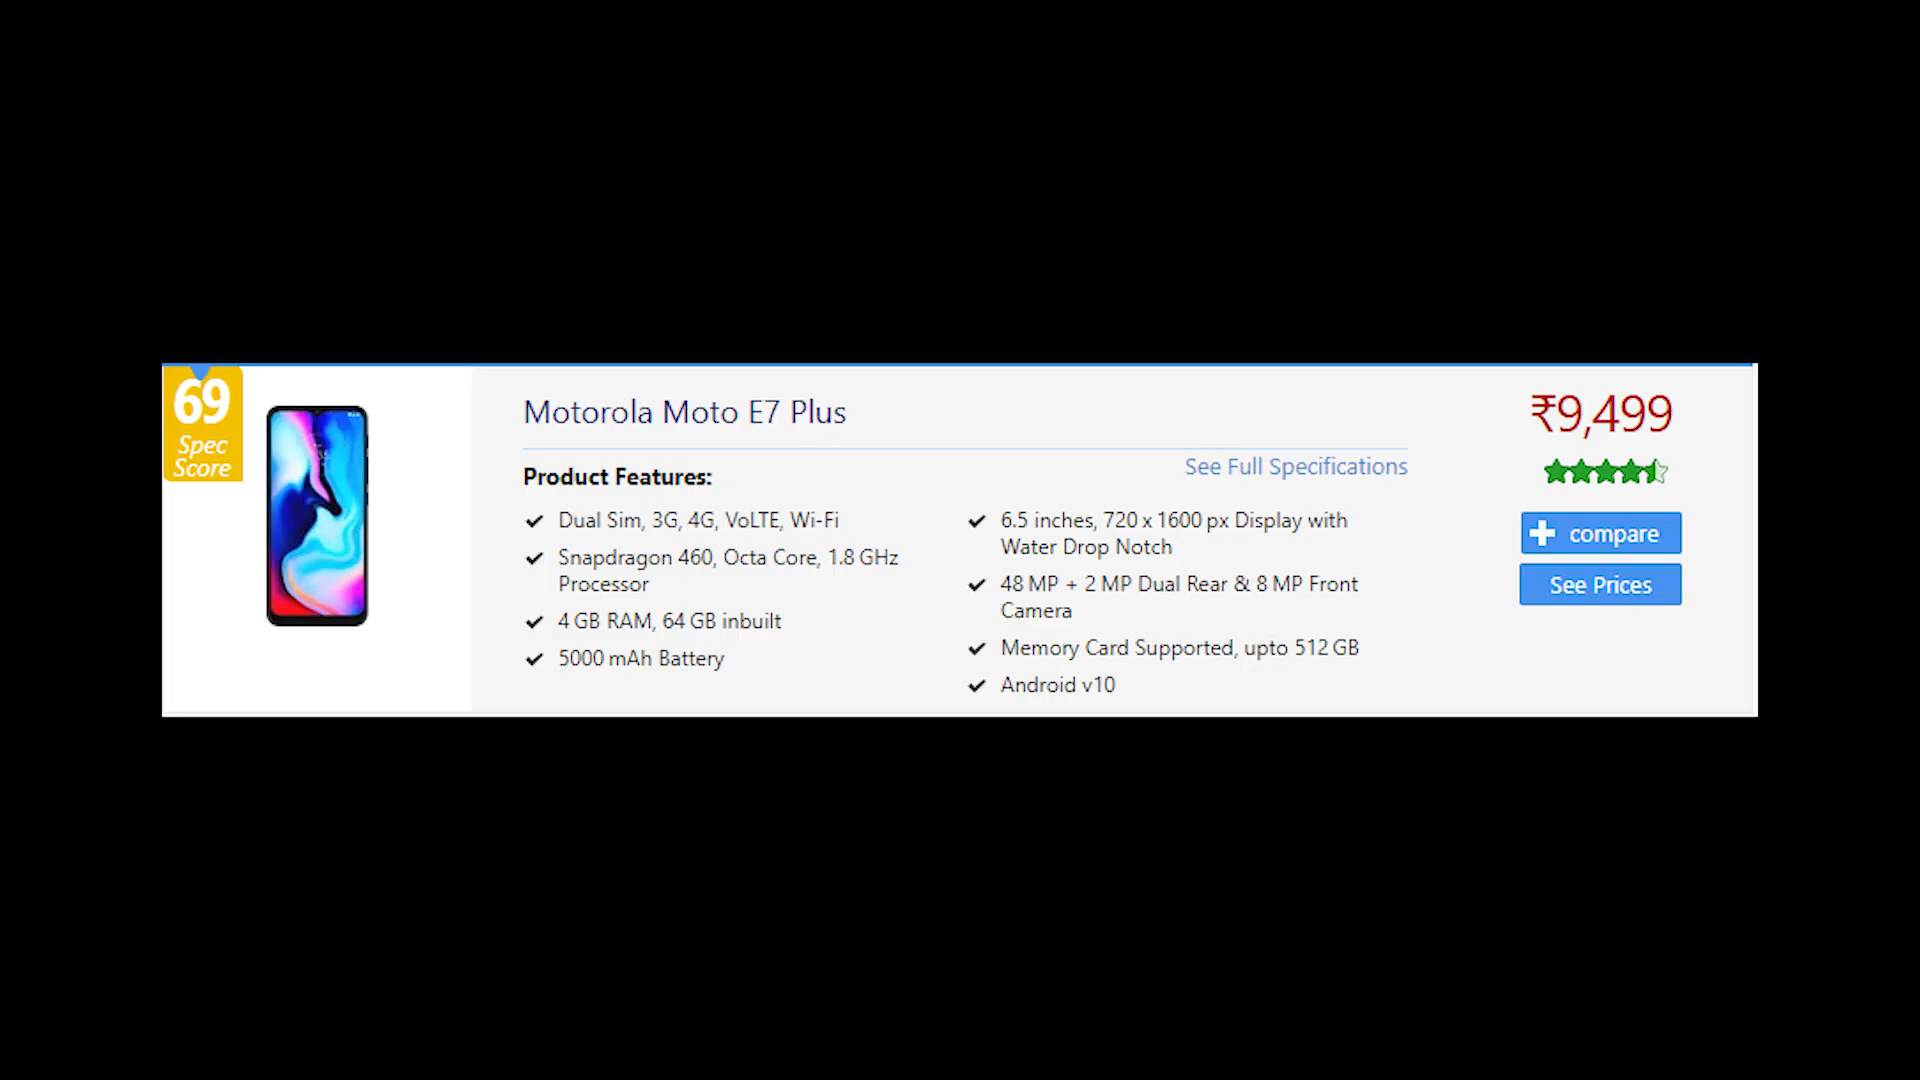 69
Spec
Score
Motorola Moto E7 Plus
See Full Specifications
Product Features:
Dual Sim, 3G, 4G, VoLTE, Wi-Fi
Snapdragon 460, Octa Core, 1.8 GHz
Processor
4 GB RAM, 64 GB inbuilt
5000 mAh Battery
6.5 inches, 720 x 1600 px Display with
Water Drop Notch
48 MP + 2 MP Dual Rear & 8 MP Front
Camera
Memory Card Supported, upto 512 GB
Android v10
₹9,499
compare
See Prices